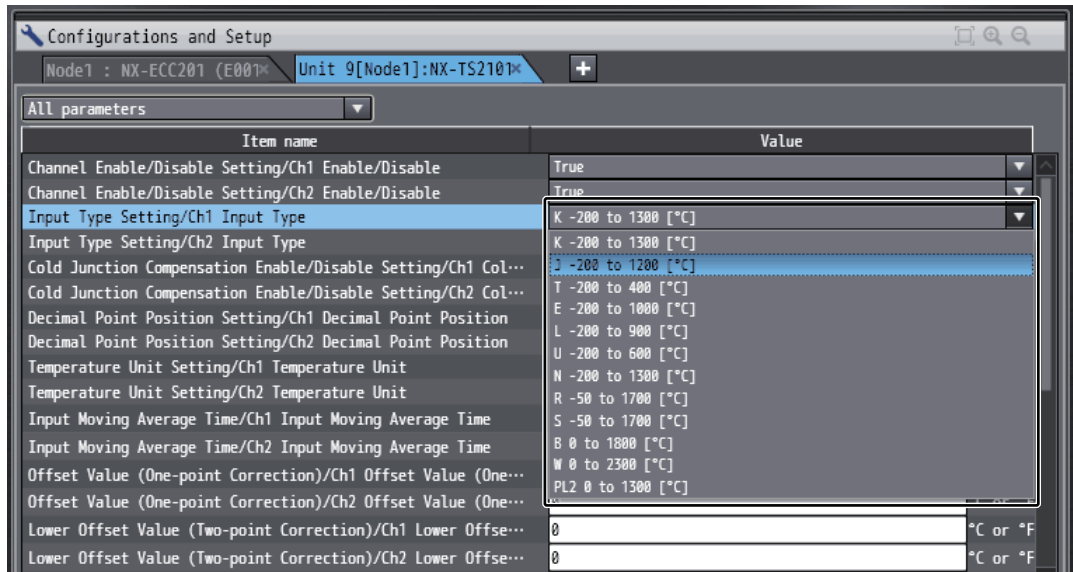 Configurations and Setup
Node1 : NX-ECC201 (E001 Unit 9[Node1]:NX-TS2101
All parameters
Item name Value
Channel Enable/Disable Setting/Ch1 Enable/Disable True
Channel Enable/Disable Setting/Ch2 Enable/Disable True
Input Type Setting/Ch1 Input Type K -200 to 1300 [°C]
Input Type Setting/Ch2 Input Type K -200 to 1300 [°C]
Cold Junction Compensation Enable/Disable Setting/Ch1 Col… J -200 to 1200 [°C]
Cold Junction Compensation Enable/Disable Setting/Ch2 Col… T -200 to 400 [°C]
E -200 to 1000 [°C]
Decimal Point Position Setting/Ch1 Decimal Point Position L -200 to 900 [°C]
Decimal Point Position Setting/Ch2 Decimal Point Position U -200 to 600 [°C]
Temperature Unit Setting/Ch1 Temperature Unit N -200 to 1300 [°C]
Temperature Unit Setting/Ch2 Temperature Unit R -50 to 1700 [°C]
Input Moving Average Time/Ch1 Input Moving Average Time S -50 to 1700 [°C]
Input Moving Average Time/Ch2 Input Moving Average Time B 0 to 1800 [°C]
W 0 to 2300 [°C]
Offset Value (One-point Correction)/Ch1 Offset Value (One… PL2 0 to 1300 [°C]
Offset Value (One-point Correction)/Ch2 Offset Value (One…
Lower Offset Value (Two-point Correction)/Ch1 Lower Offse… 0 °C or °F
Lower Offset Value (Two-point Correction)/Ch2 Lower Offse… 0 °C or °F